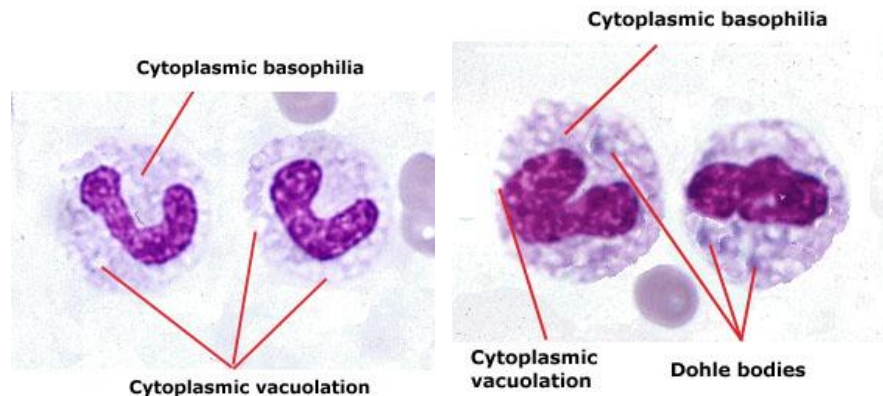 Cytoplasmic basophilia
Cytoplasmic vacuolation
Cytoplasmic basophilia
Cytoplasmic
vacuolation
Dohle bodies